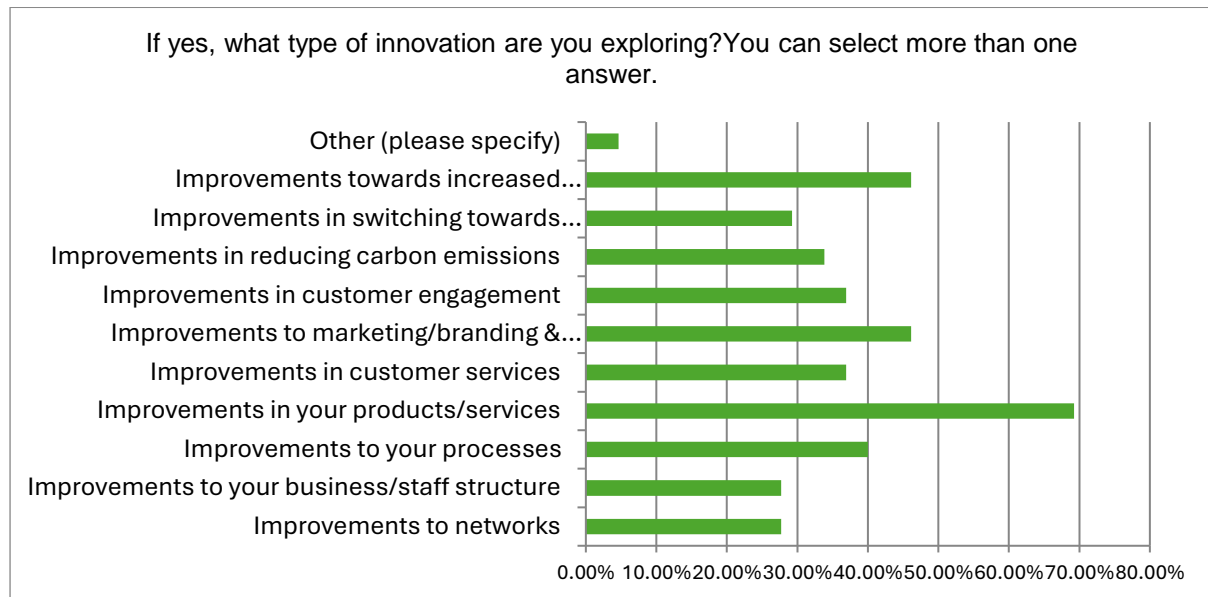 If yes, what type of innovation are you exploring?You can select more than one
answer.
Other (please specify)
Improvements towards increased...
Improvements in switching towards...
Improvements in reducing carbon emissions
Improvements in customer engagement
Improvements to marketing/branding &...
Improvements in customer services
Improvements in your products/services
Improvements to your processes
Improvements to your business/staff structure
Improvements to networks
0.00% 10.00%20.00%30.00%40.00%50.00%60.00%70.00%80.00%